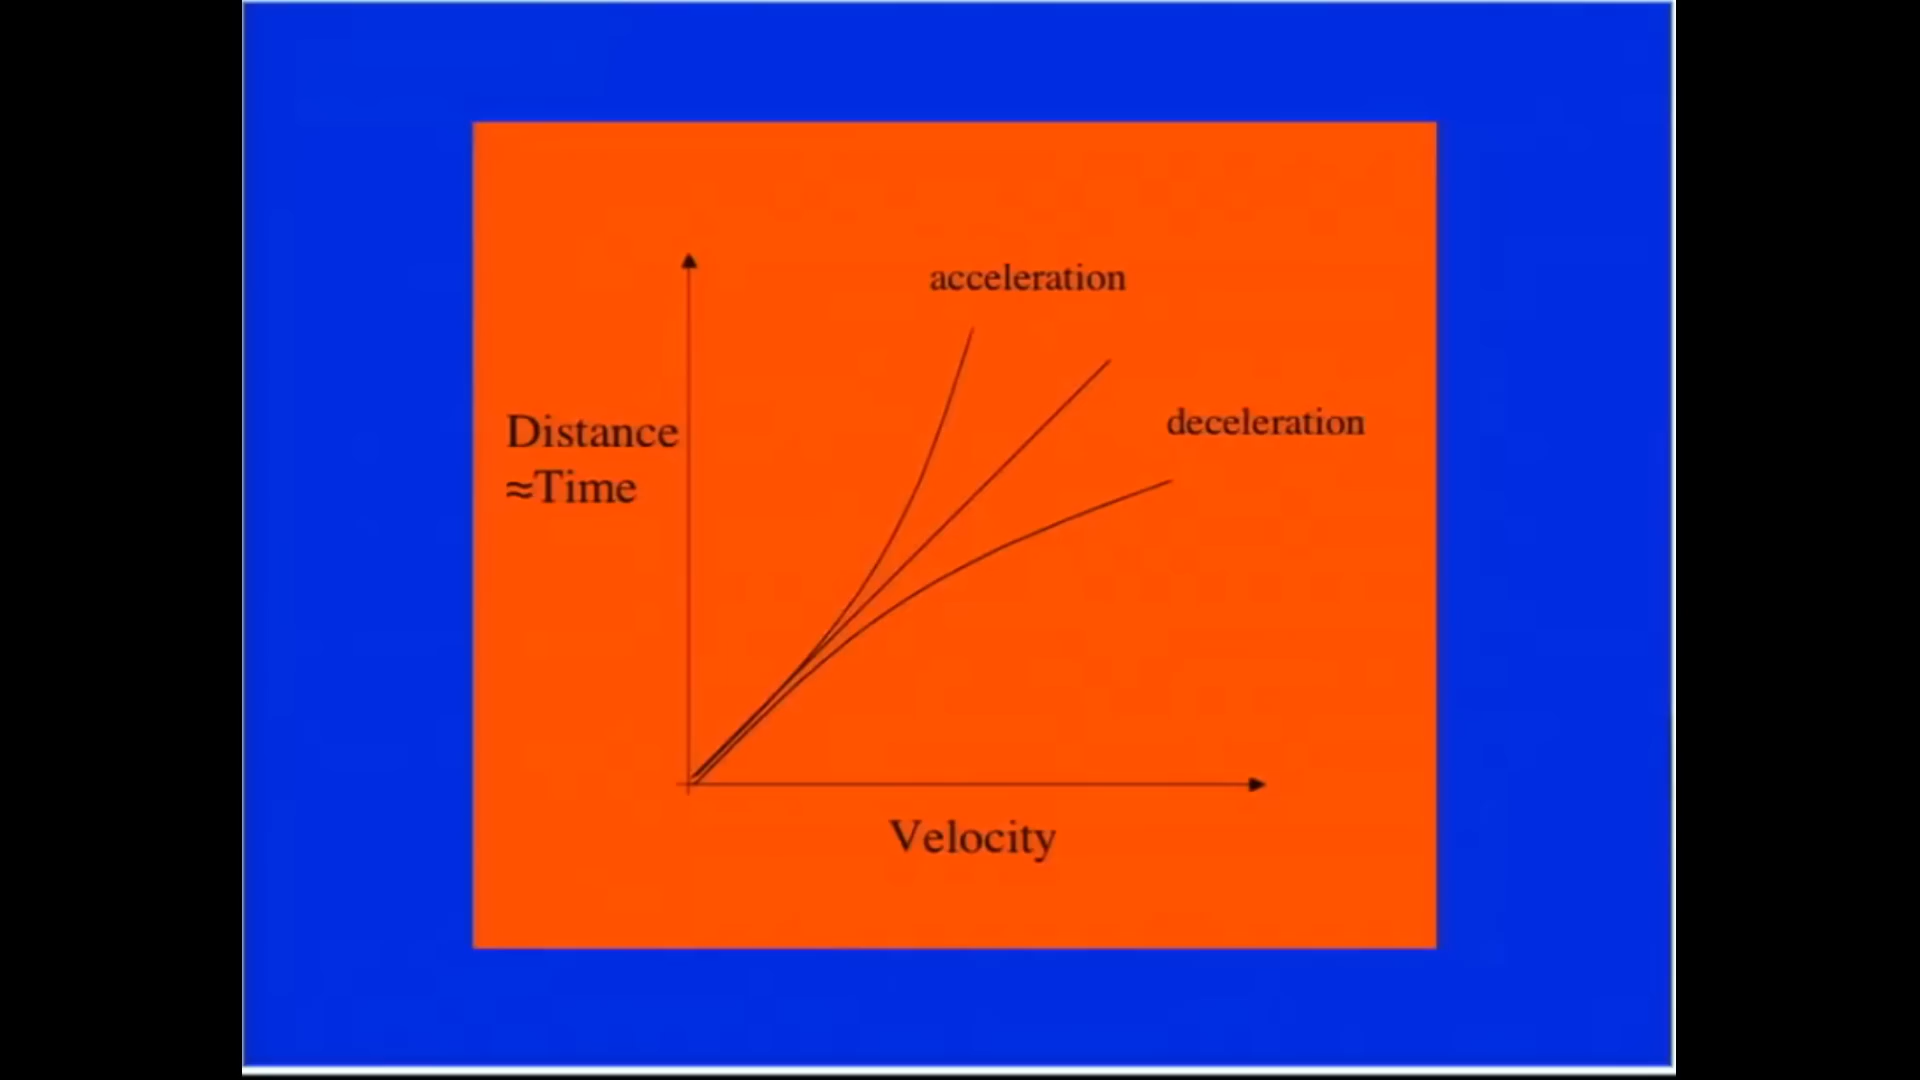 acceleration
deceleration
Distance
≈Time
Velocity